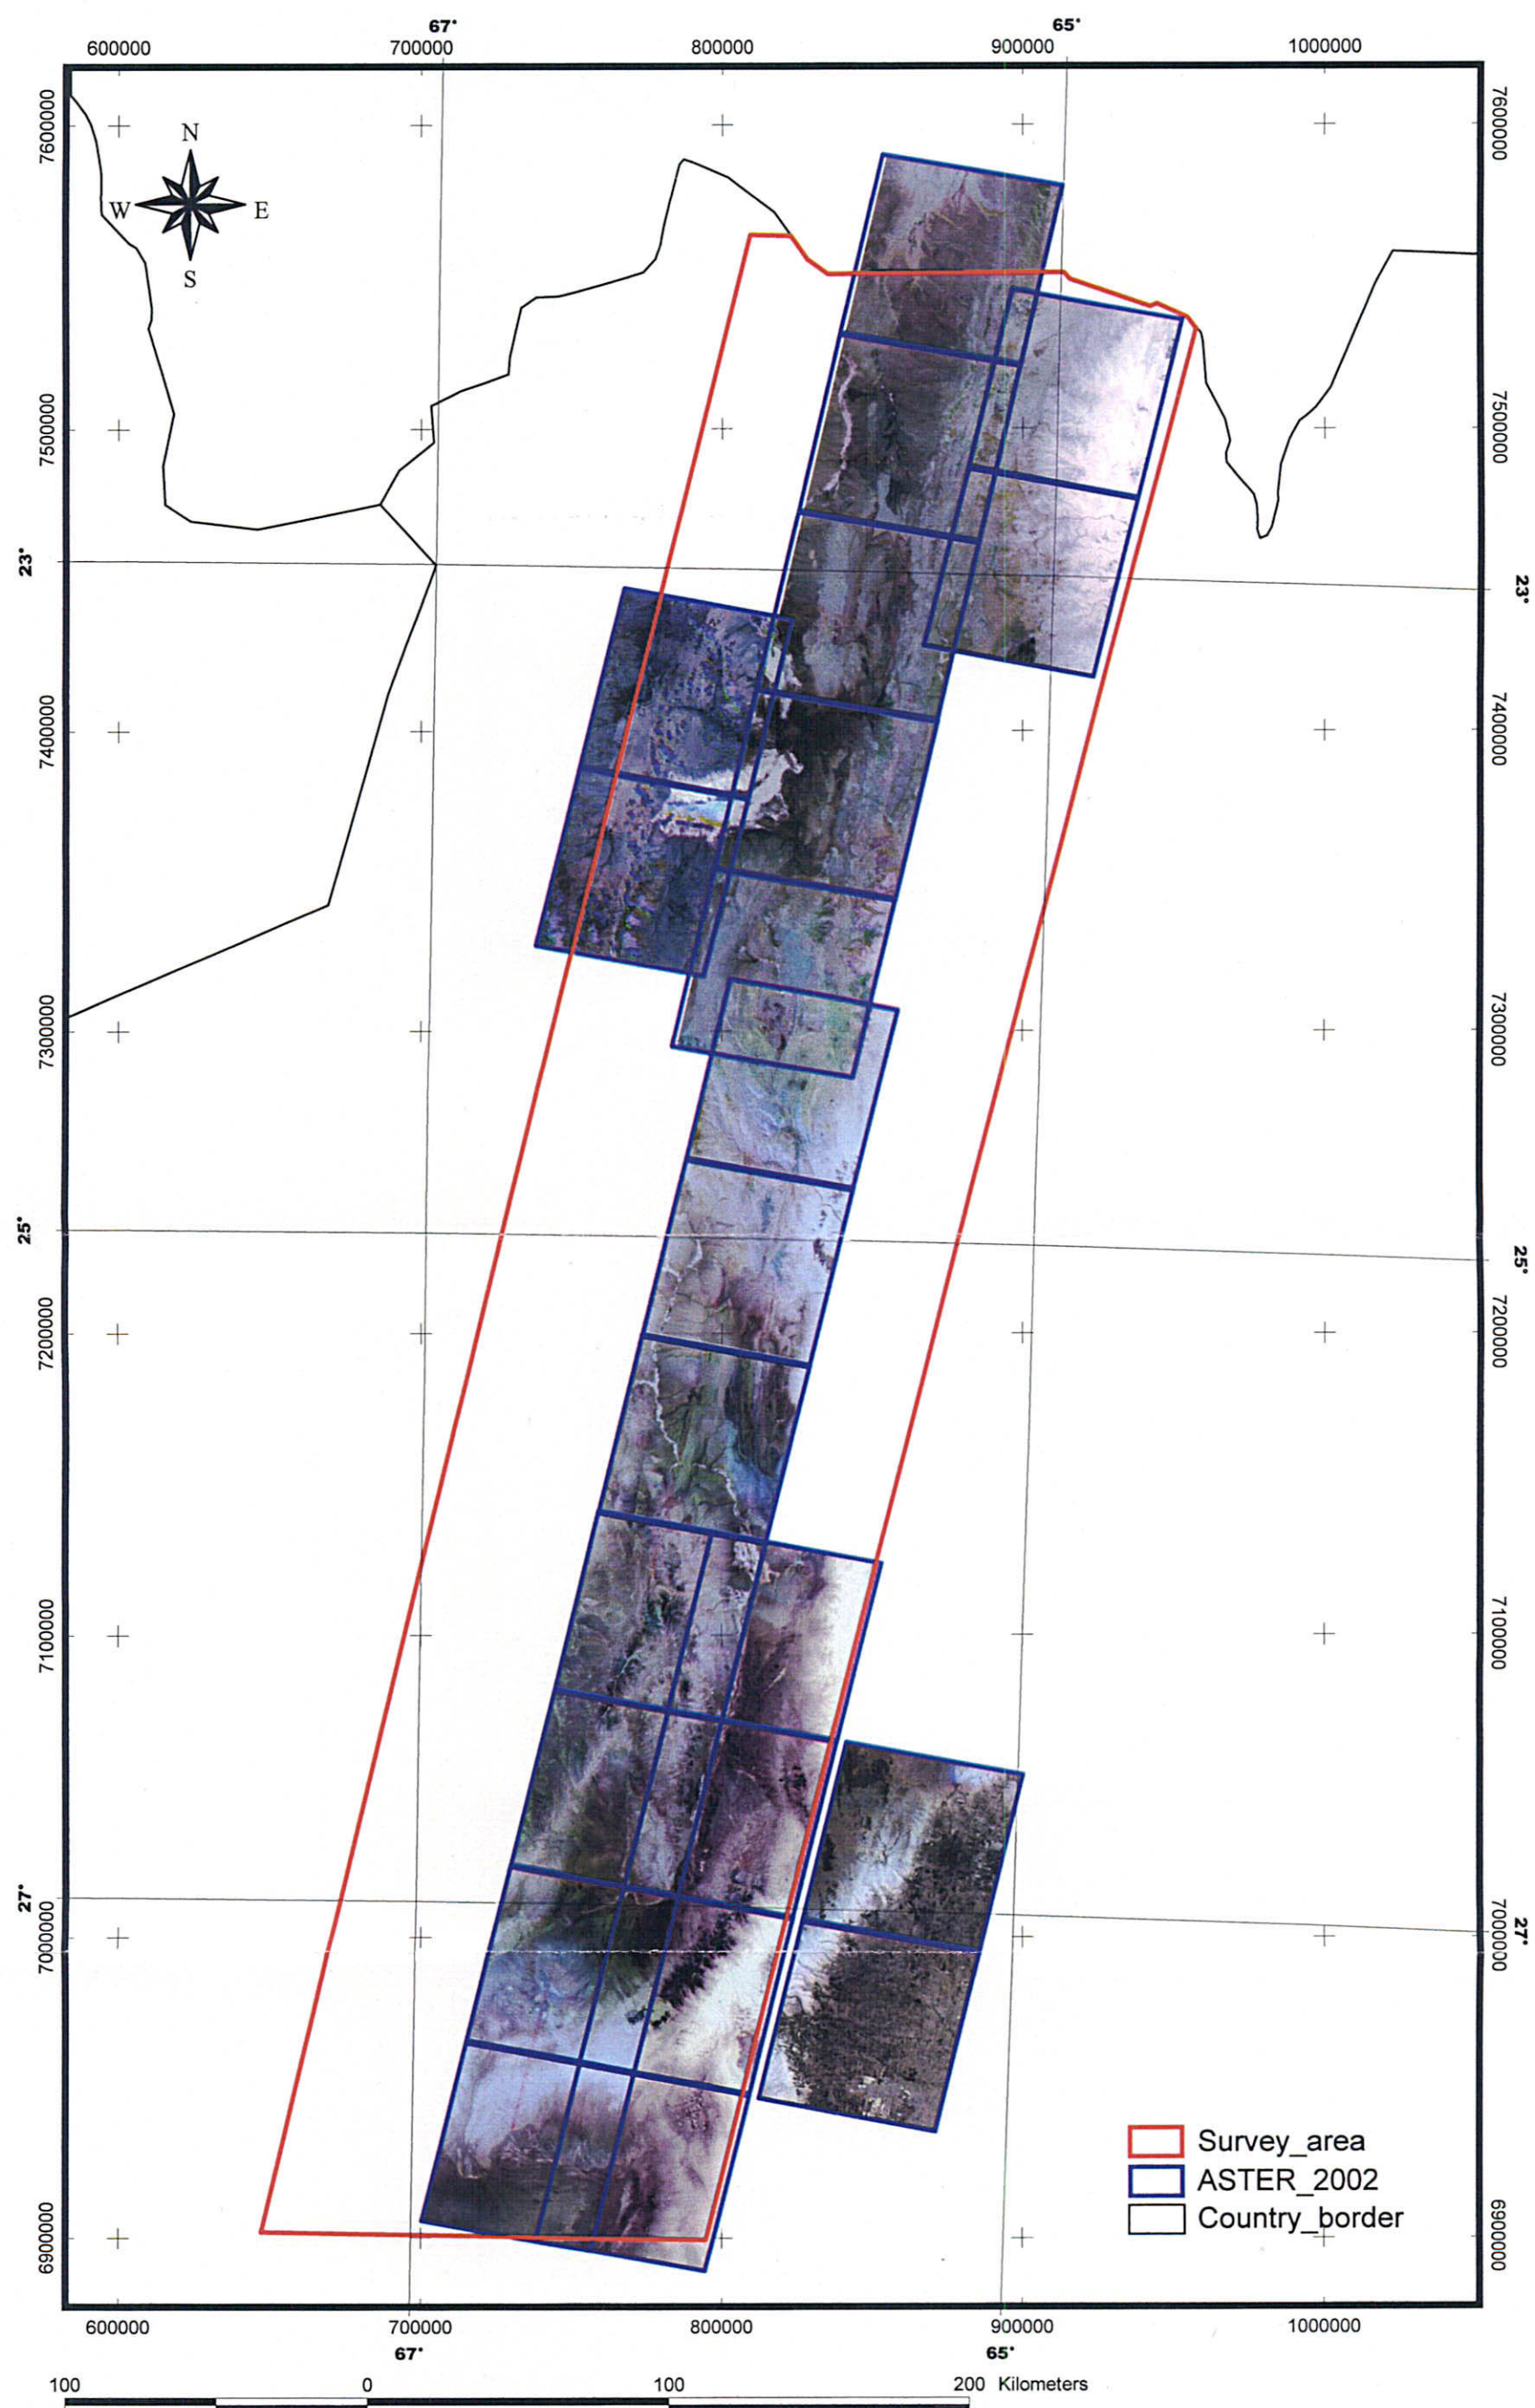 67° 65°
600000 700000 800000 900000 1000000
7600000 7600000
N
W E
S
7500000 7500000
23° 23°
7400000 7400000
7300000 7300000
25° 25°
7200000 7200000
7100000 7100000
27° 27°
7000000 7000000
Survey_area
ASTER_2002
Country_border
6900000 6900000
600000 700000 800000 900000 1000000
67° 65°
100 0 100 200 Kilometers